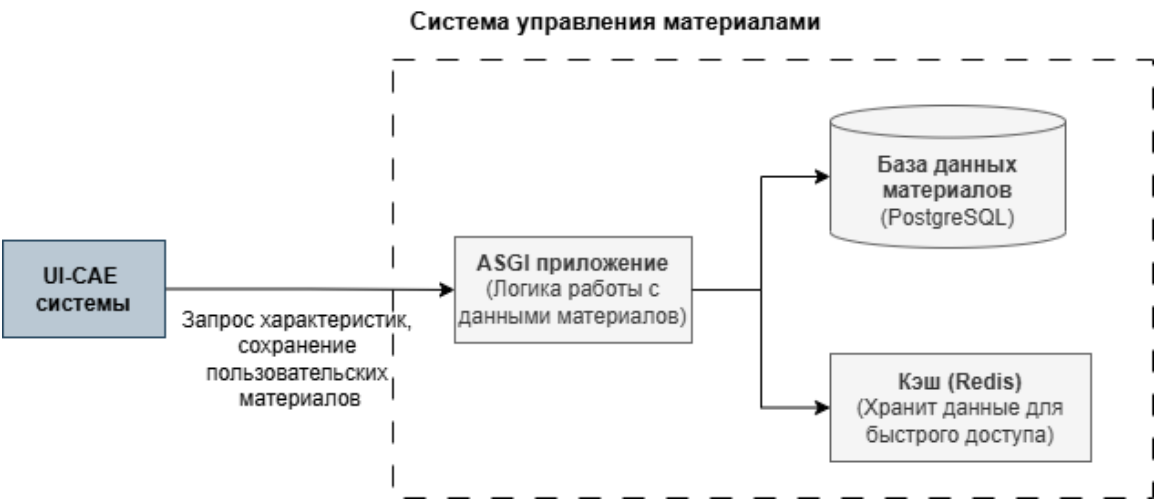 Система управления материалами
UI-CAE
системы
Запрос характеристик,
сохранение
пользовательских
материалов
ASGI приложение
(Логика работы с
данными материалов)
База данных
материалов
(PostgreSQL)
Кэш (Redis)
(Хранит данные для
быстрого доступа)